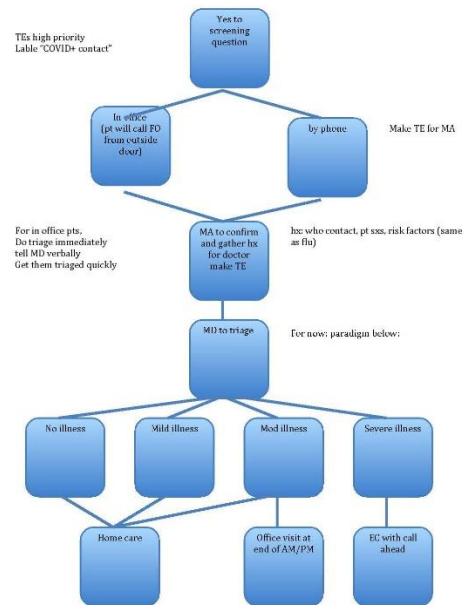 Yes to
screening
question
TEs high priority
Lable "COVID+ contact"
In office
(pt will call FO
from outside
door)
by phone
Make TE for MA
For in office pts,
Do triage immediately
tell MD verbally
Get them triaged quickly
MA to confirm
and gather hx
for doctor
make TE
hx: who contact, pt sxs, risk factors (same
as flu)
MD to triage
For now: paradigm below:
No illness
Mild illness
Mod illness
Severe illness
Home care
Office visit at
end of AM/PM
EC with call
ahead